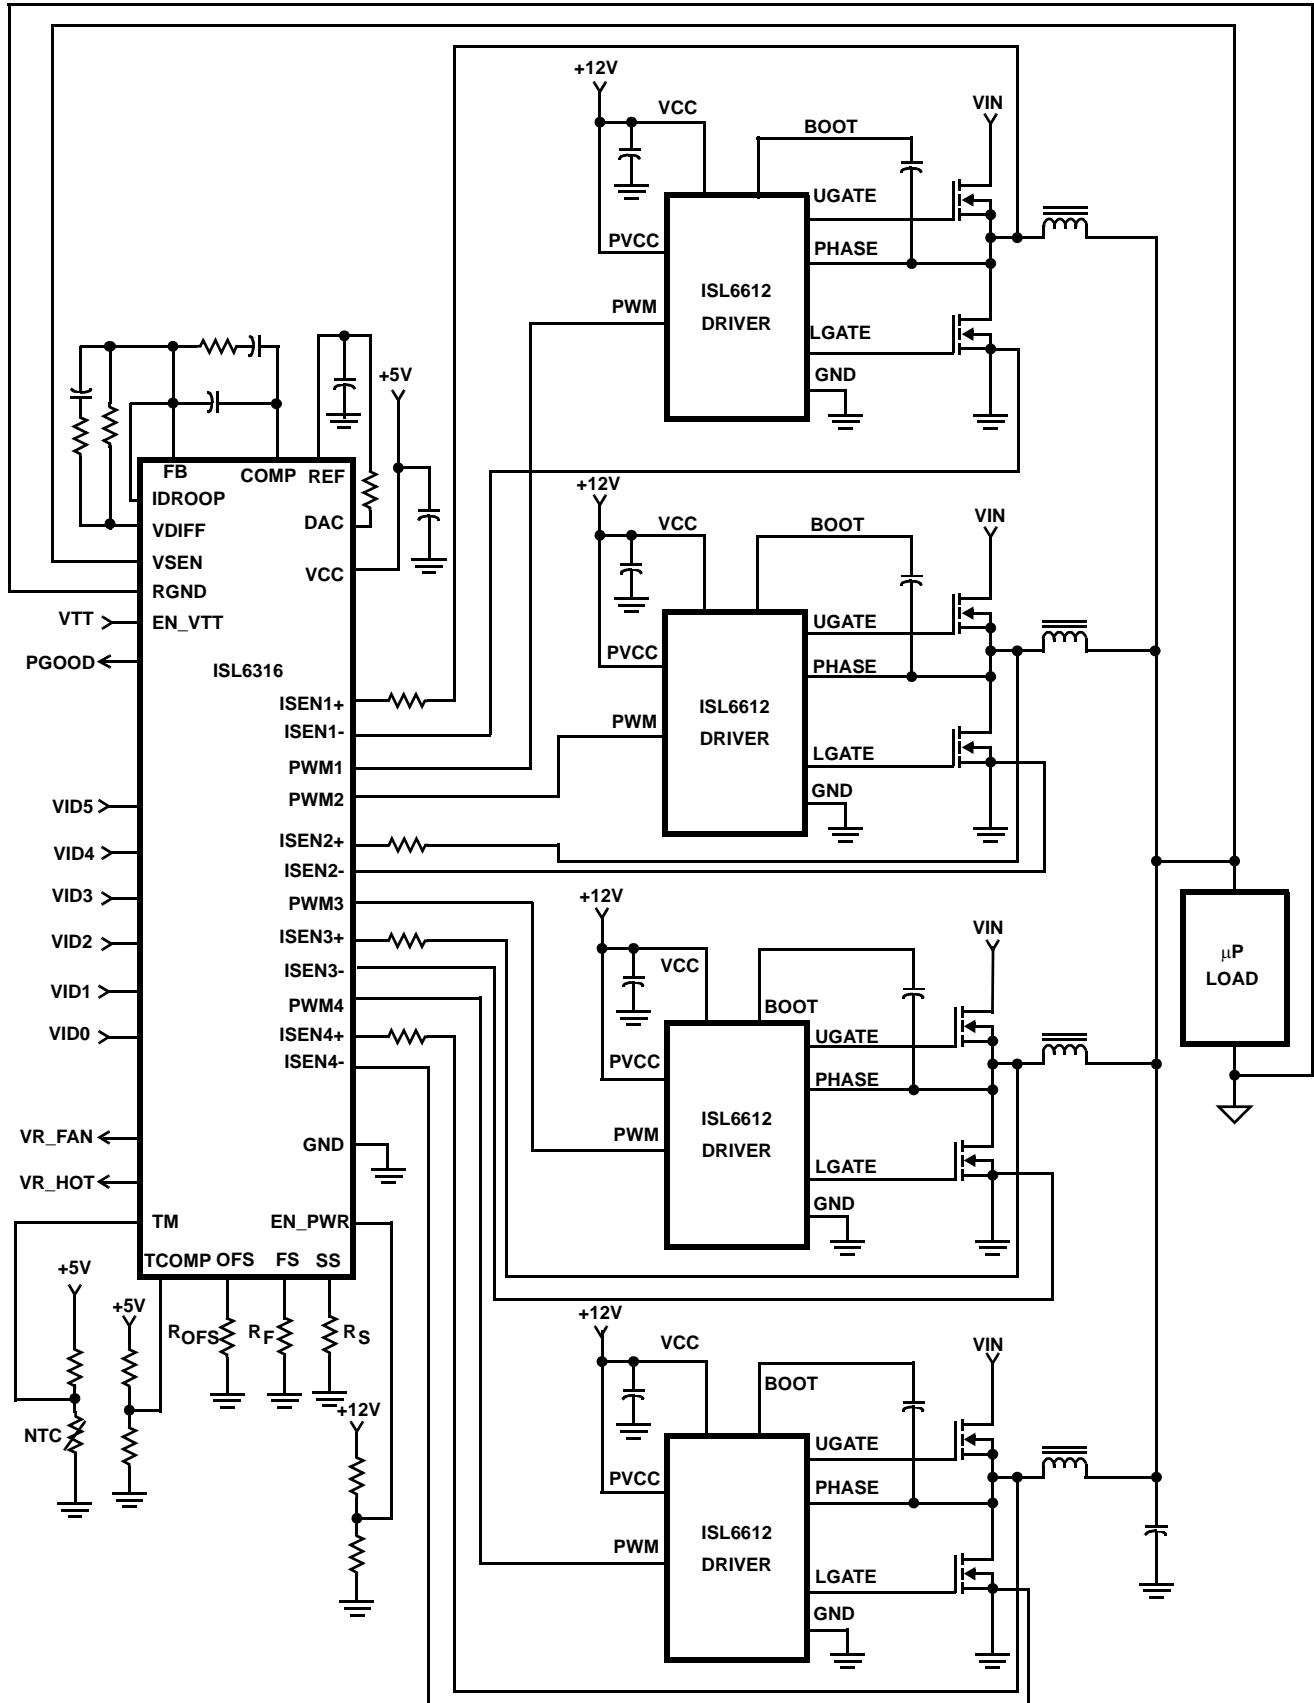 +12V
VCC
BOOT
VIN
UGATE
PVCC
PHASE
ISL6612
DRIVER
PWM
LGATE
GND
+5V
FB
COMP
REF
IDROOP
VDIFF
DAC
VSEN
VCC
RGND
VTT
EN_VTT
PGOOD
ISL6316
ISEN1+
ISEN1-
PWM1
PWM2
VID5
ISEN2+
VID4
ISEN2-
VID3
PWM3
VID2
ISEN3+
ISEN3-
VID1
PWM4
VID0
ISEN4+
ISEN4-
VR_FAN
GND
VR_HOT
TM
EN_PWR
TCOMP
OFS
FS
SS
+5V
+5V
ROFS
RF
RS
NTC
+12V
+12V
VCC
BOOT
VIN
UGATE
PVCC
PHASE
ISL6612
DRIVER
PWM
LGATE
GND
+12V
VCC
BOOT
VIN
UGATE
PVCC
PHASE
ISL6612
DRIVER
PWM
LGATE
GND
μP
LOAD
+12V
VCC
BOOT
VIN
UGATE
PVCC
PHASE
ISL6612
DRIVER
PWM
LGATE
GND